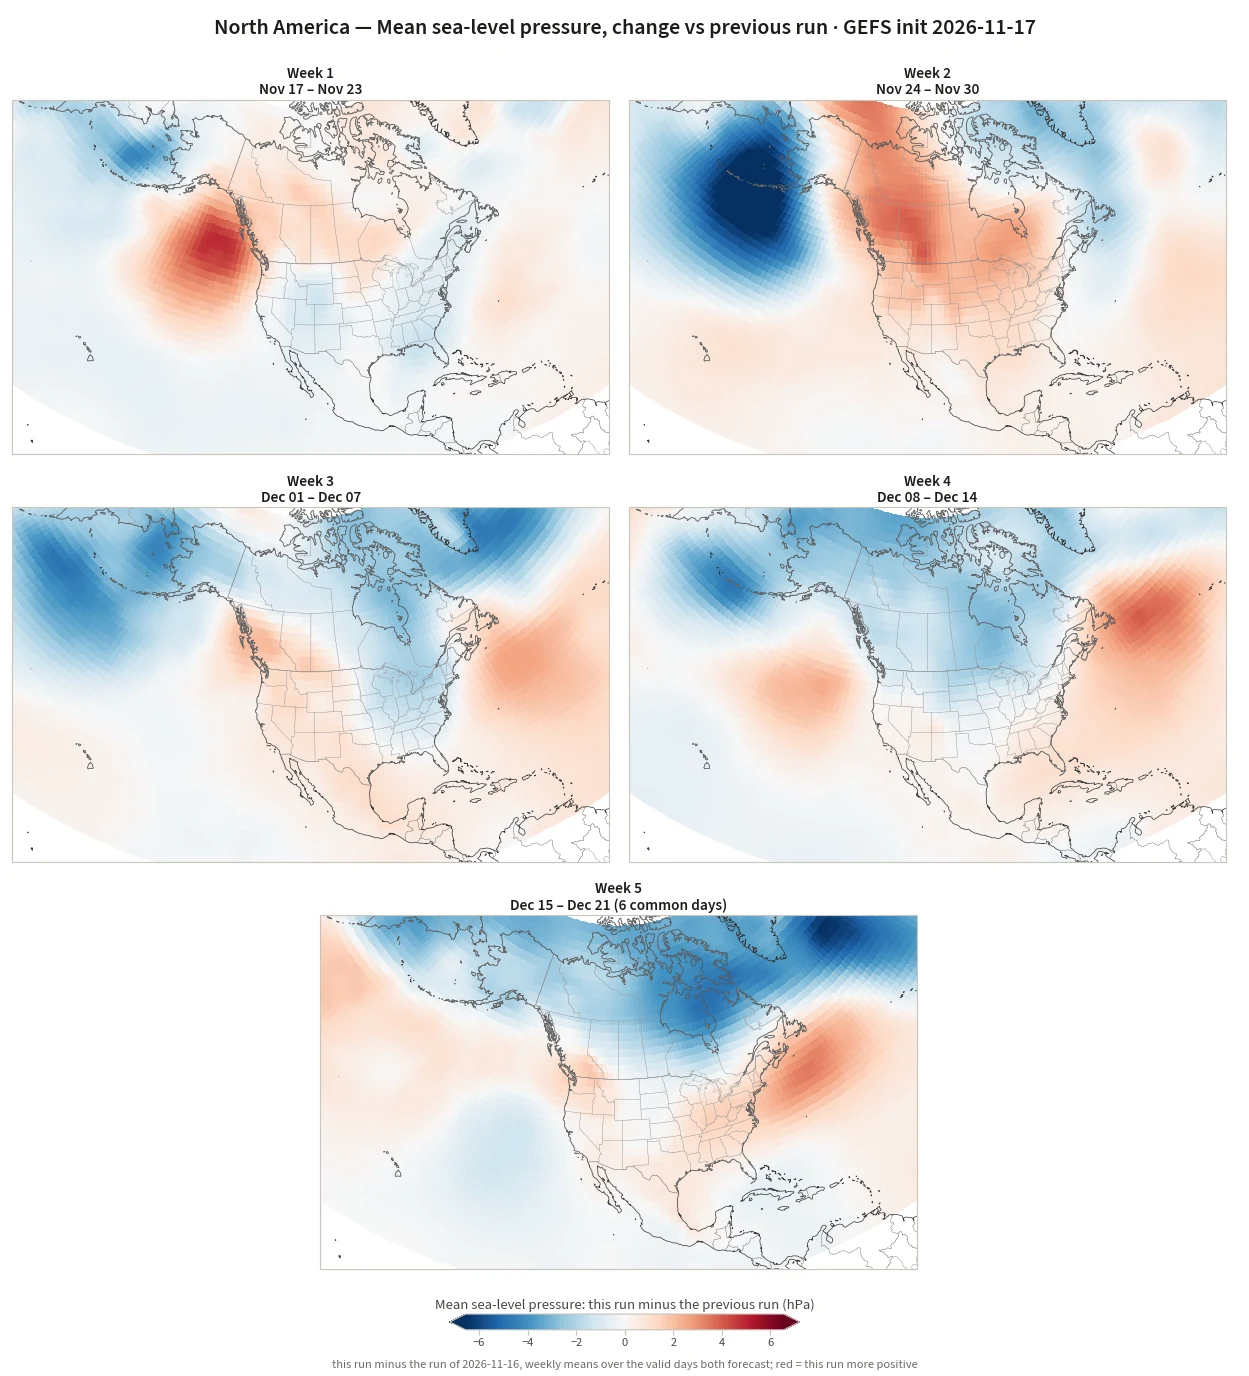 North America — Mean sea-level pressure, change vs previous run · GEFS init 2026-11-17
Week 1
Nov 17 – Nov 23
Week 2
Nov 24 – Nov 30
Week 3
Dec 01 – Dec 07
Week 4
Dec 08 – Dec 14
Week 5
Dec 15 – Dec 21 (6 common days)
Mean sea-level pressure: this run minus the previous run (hPa)
−6 −4 −2 0 2 4 6
this run minus the run of 2026-11-16, weekly means over the valid days both forecast; red = this run more positive